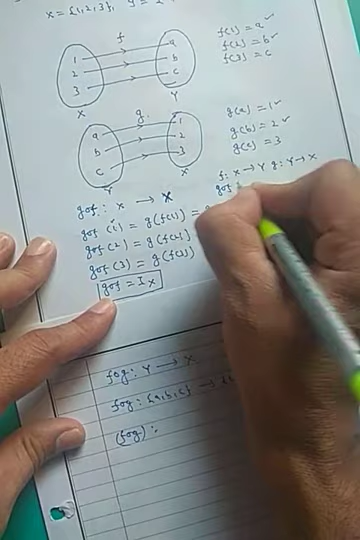 X = {1,2,3},
f
1
2
3
a
b
c
X
Y
f(1) = a ✓
f(2) = b ✓
f(3) = c
g
a
b
c
1
2
3
Y
X
g(a) = 1 ✓
g(b) = 2 ✓
g(c) = 3
f: X → Y g: Y → X
gof : X → X
gof
gof (1) = g(f(1)) =
gof (2) = g(f(2)
gof (3) = g(f(3))
gof = I x
fog: Y → X
fog: {a,b,c} →
(fog) :